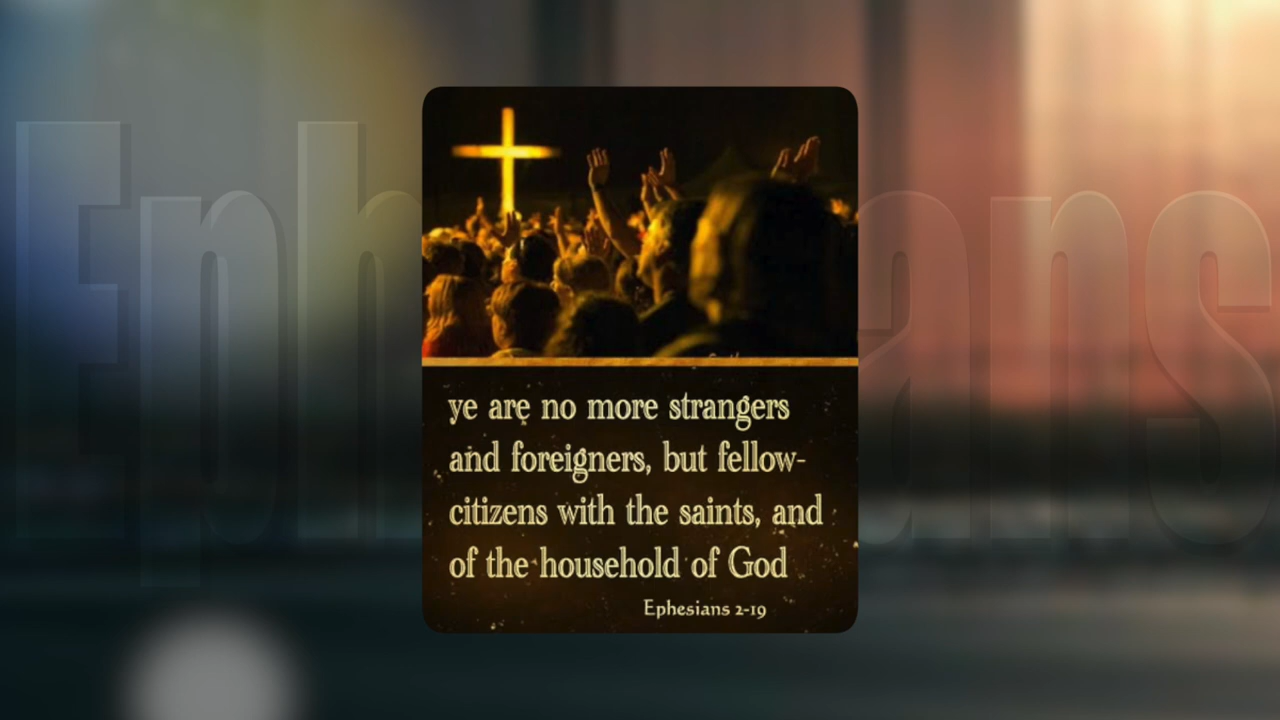 Ephesians
ye are no more strangers
and foreigners, but fellow-
citizens with the saints, and
of the household of God
Ephesians 2-19